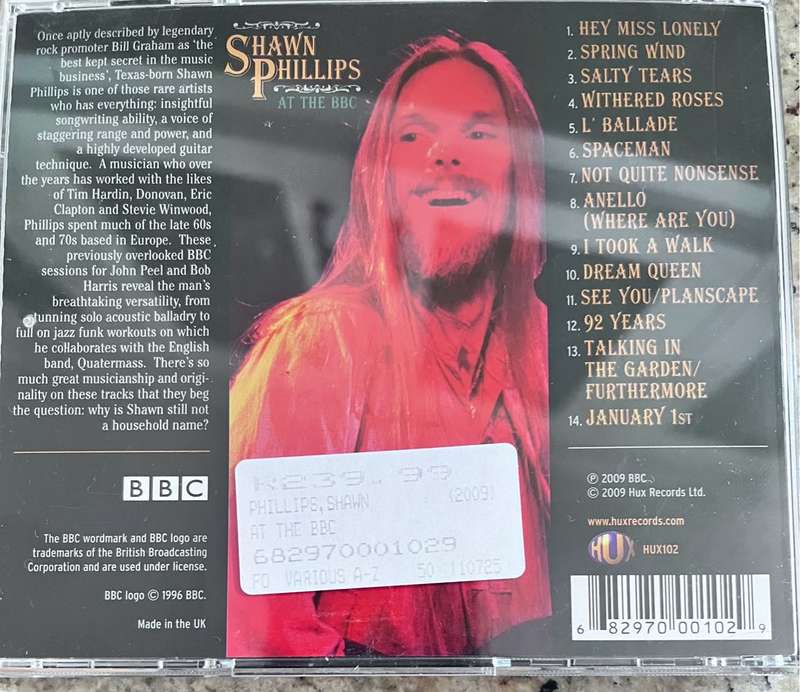 Once aptly described by legendary
rock promoter Bill Graham as 'the
best kept secret in the music
business', Texas-born Shawn
Phillips is one of those rare artists
who has everything: insightful
songwriting ability, a voice of
staggering range and power, and
a highly developed guitar
technique. A musician who over
the years has worked with the likes
of Tim Hardin, Donovan, Eric
Clapton and Stevie Winwood,
Phillips spent much of the late 60s
and 70s based in Europe. These
previously overlooked BBC
sessions for John Peel and Bob
Harris reveal the man's
breathtaking versatility, from
stunning solo acoustic balladry to
full on jazz funk workouts on which
he collaborates with the English
band, Quatermass. There's so
much great musicianship and origi-
nality on these tracks that they beg
the question: why is Shawn still not
a household name?
BBC
The BBC wordmark and BBC logo are
trademarks of the British Broadcasting
Corporation and are used under license.
BBC logo © 1996 BBC.
Made in the UK
SHAWN
PHILLIPS
AT THE BBC
R239.99
PHILLIPS,SHAWN (2009)
AT THE BBC
682970001029
FO VARIOUS A-Z 50 110725
1. HEY MISS LONELY
2. SPRING WIND
3. SALTY TEARS
4. WITHERED ROSES
5. L' BALLADE
6. SPACEMAN
7. NOT QUITE NONSENSE
8. ANELLO
(WHERE ARE YOU)
9. I TOOK A WALK
10. DREAM QUEEN
11. SEE YOU/PLANSCAPE
12. 92 YEARS
13. TALKING IN
THE GARDEN/
FURTHERMORE
14. JANUARY 1ST
℗ 2009 BBC.
© 2009 Hux Records Ltd.
www.huxrecords.com
HUX HUX102
6 82970 00102 9